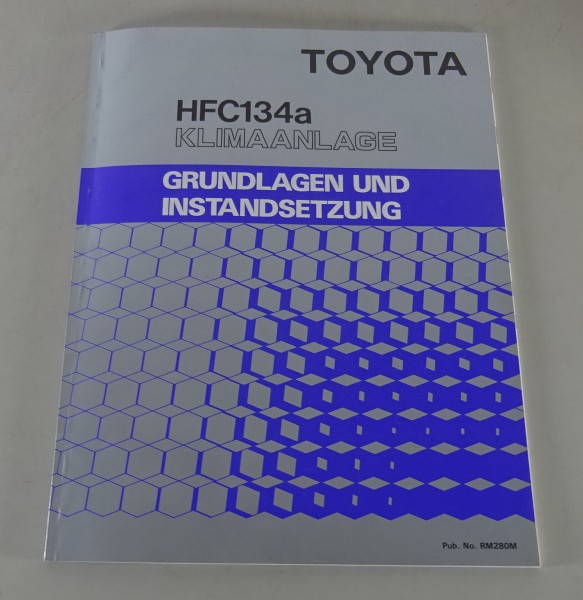 TOYOTA
HFC134a
KLIMAANLAGE
GRUNDLAGEN UND
INSTANDSETZUNG
Pub. No. RM280M